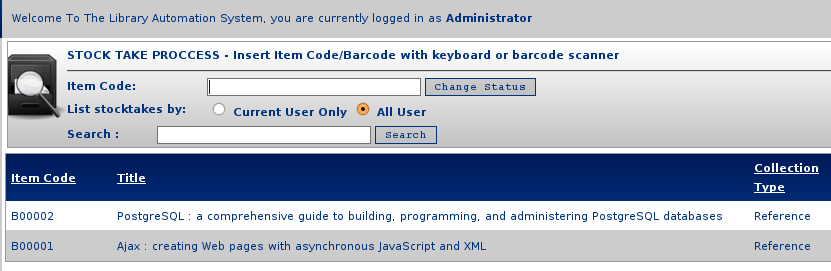 Welcome To The Library Automation System, you are currently logged in as Administrator
STOCK TAKE PROCCESS - Insert Item Code/Barcode with keyboard or barcode scanner
Item Code: Change Status
List stocktakes by: Current User Only All User
Search : Search
Item Code Title Collection Type
B00002 PostgreSQL : a comprehensive guide to building, programming, and administering PostgreSQL databases Reference
B00001 Ajax : creating Web pages with asynchronous JavaScript and XML Reference